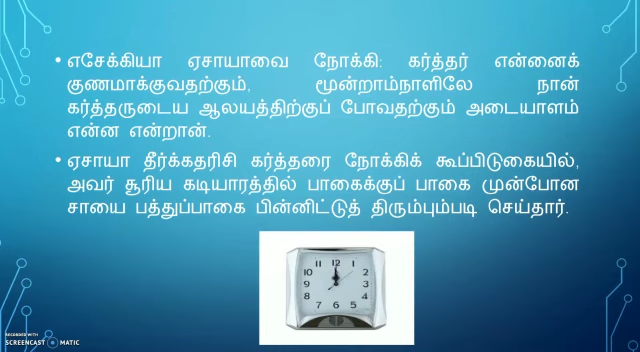 • எசேக்கியா ஏசாயாவை நோக்கி: கர்த்தர் என்னைக்
குணமாக்குவதற்கும், மூன்றாம்நாளிலே நான்
கர்த்தருடைய ஆலயத்திற்குப் போவதற்கும் அடையாளம்
என்ன என்றான்.
• ஏசாயா தீர்க்கதரிசி கர்த்தரை நோக்கிக் கூப்பிடுகையில்,
அவர் சூரிய கடியாரத்தில் பாகைக்குப் பாகை முன்போன
சாயை பத்துப்பாகை பின்னிட்டுத் திரும்பும்படி செய்தார்.
11 12 1
10 2
9 3
8 4
7 6 5
RECORDED WITH
SCREENCAST MATIC